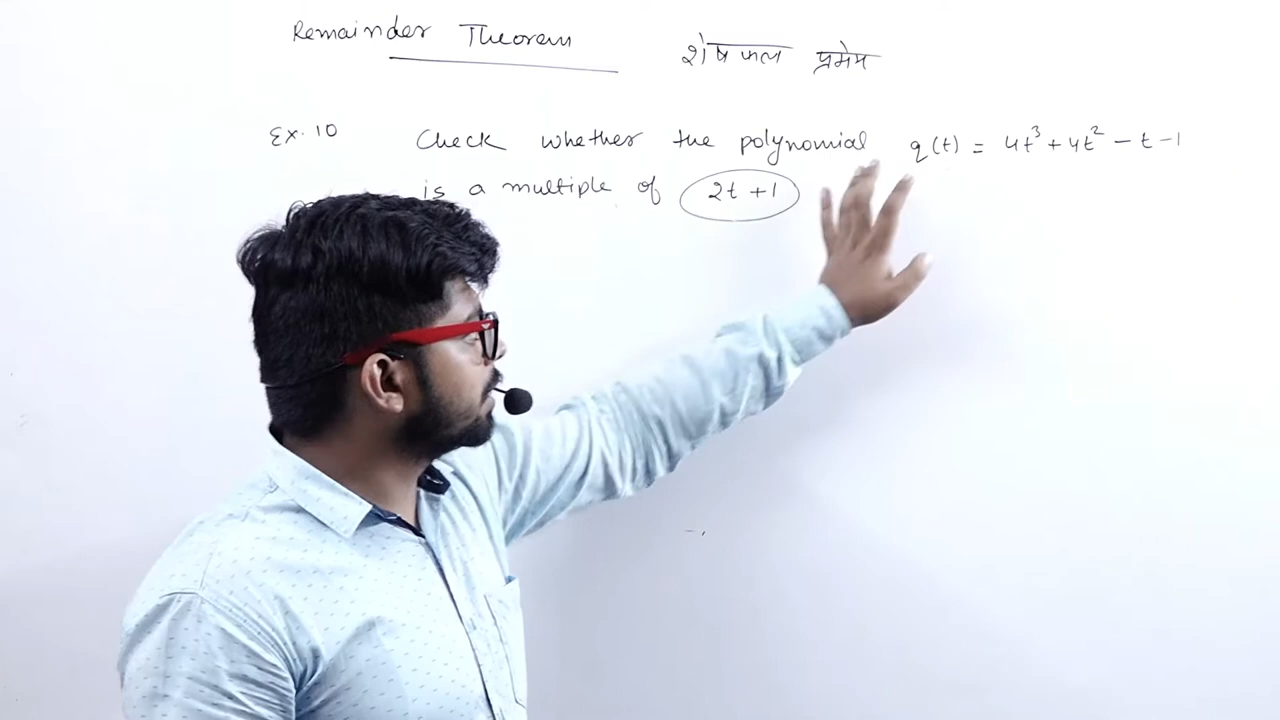 Remainder Theorem शेषफल प्रमेय
Ex. 10 Check whether the polynomial q(t) = 4t³ + 4t² - t - 1
is a multiple of 2t + 1